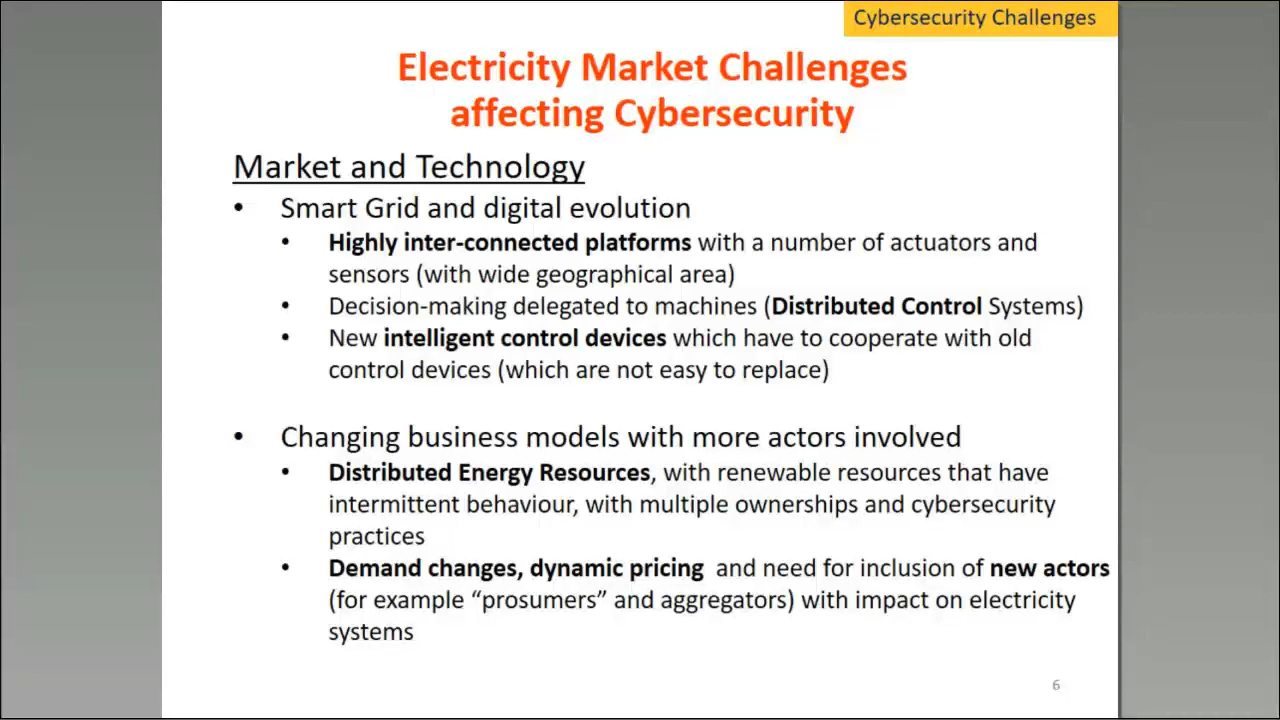 Cybersecurity Challenges
Electricity Market Challenges
affecting Cybersecurity
Market and Technology
• Smart Grid and digital evolution
• Highly inter-connected platforms with a number of actuators and
sensors (with wide geographical area)
• Decision-making delegated to machines (Distributed Control Systems)
• New intelligent control devices which have to cooperate with old
control devices (which are not easy to replace)
• Changing business models with more actors involved
• Distributed Energy Resources, with renewable resources that have
intermittent behaviour, with multiple ownerships and cybersecurity
practices
• Demand changes, dynamic pricing and need for inclusion of new actors
(for example “prosumers” and aggregators) with impact on electricity
systems
6